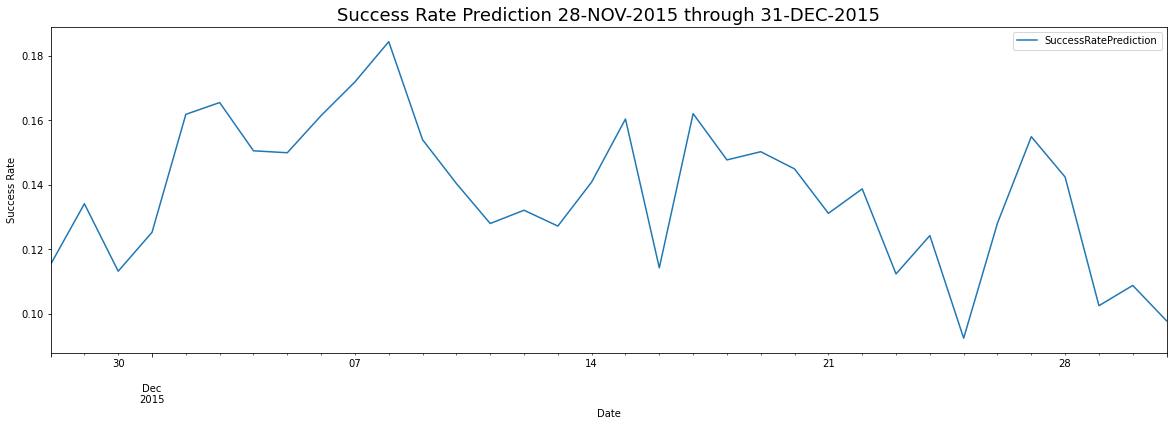 Success Rate Prediction 28-NOV-2015 through 31-DEC-2015
SuccessRatePrediction
0.18
0.16
0.14
0.12
0.10
Success Rate
30
07
14
21
28
Dec
2015
Date